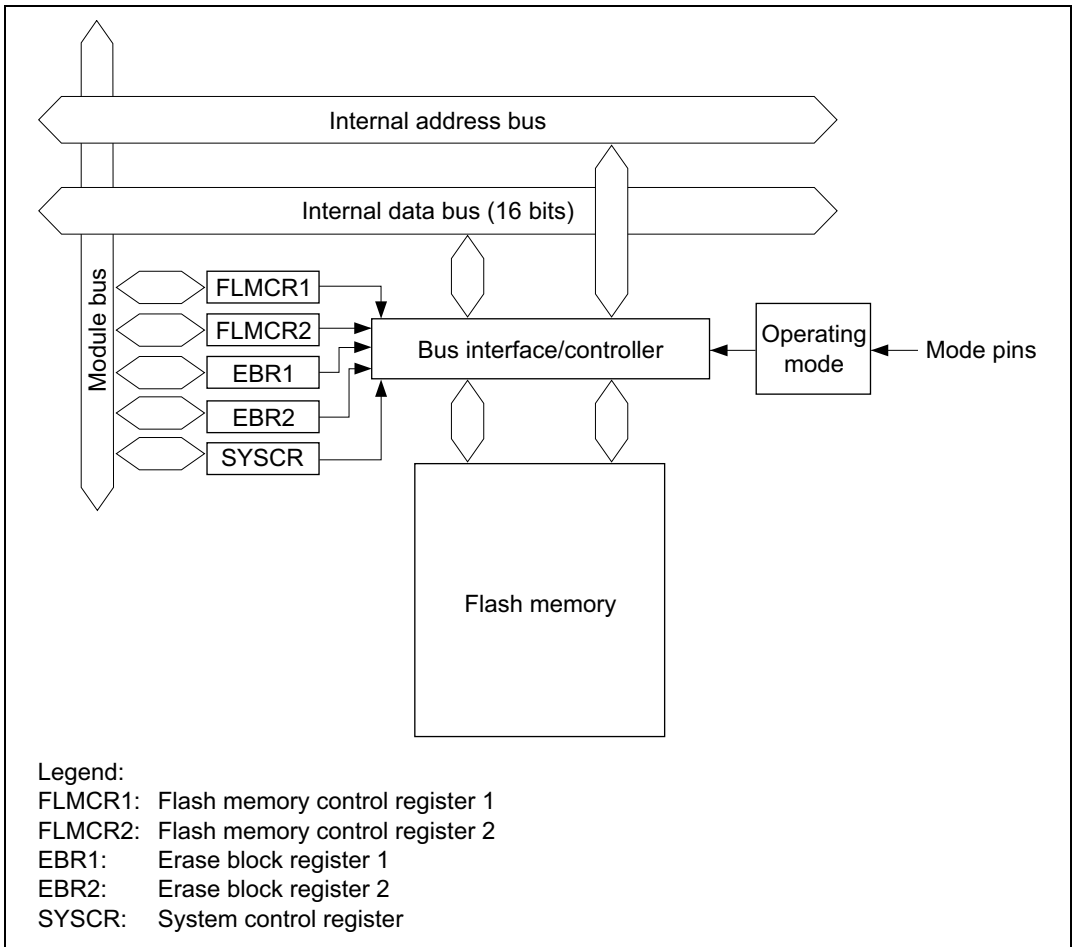 Internal address bus
Internal data bus (16 bits)
Module bus
FLMCR1
FLMCR2
EBR1
EBR2
SYSCR
Bus interface/controller
Operating
mode
Mode pins
Flash memory
Legend:
FLMCR1: Flash memory control register 1
FLMCR2: Flash memory control register 2
EBR1: Erase block register 1
EBR2: Erase block register 2
SYSCR: System control register